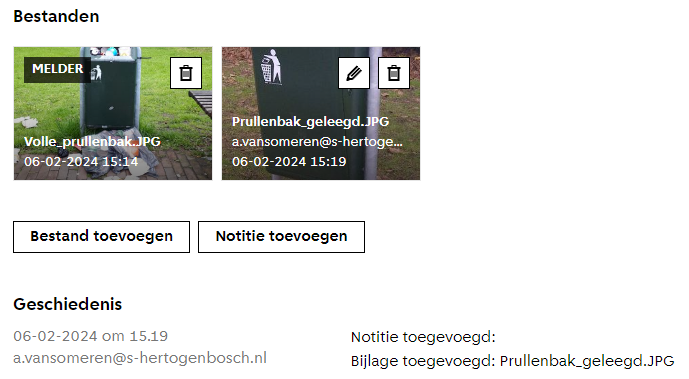 Bestanden
MELDER
Volle_prullenbak.JPG
06-02-2024 15:14
Prullenbak_geleegd.JPG
a.vansomeren@s-hertoge...
06-02-2024 15:19
Bestand toevoegen
Notitie toevoegen
Geschiedenis
06-02-2024 om 15.19
a.vansomeren@s-hertogenbosch.nl
Notitie toegevoegd:
Bijlage toegevoegd: Prullenbak_geleegd.JPG